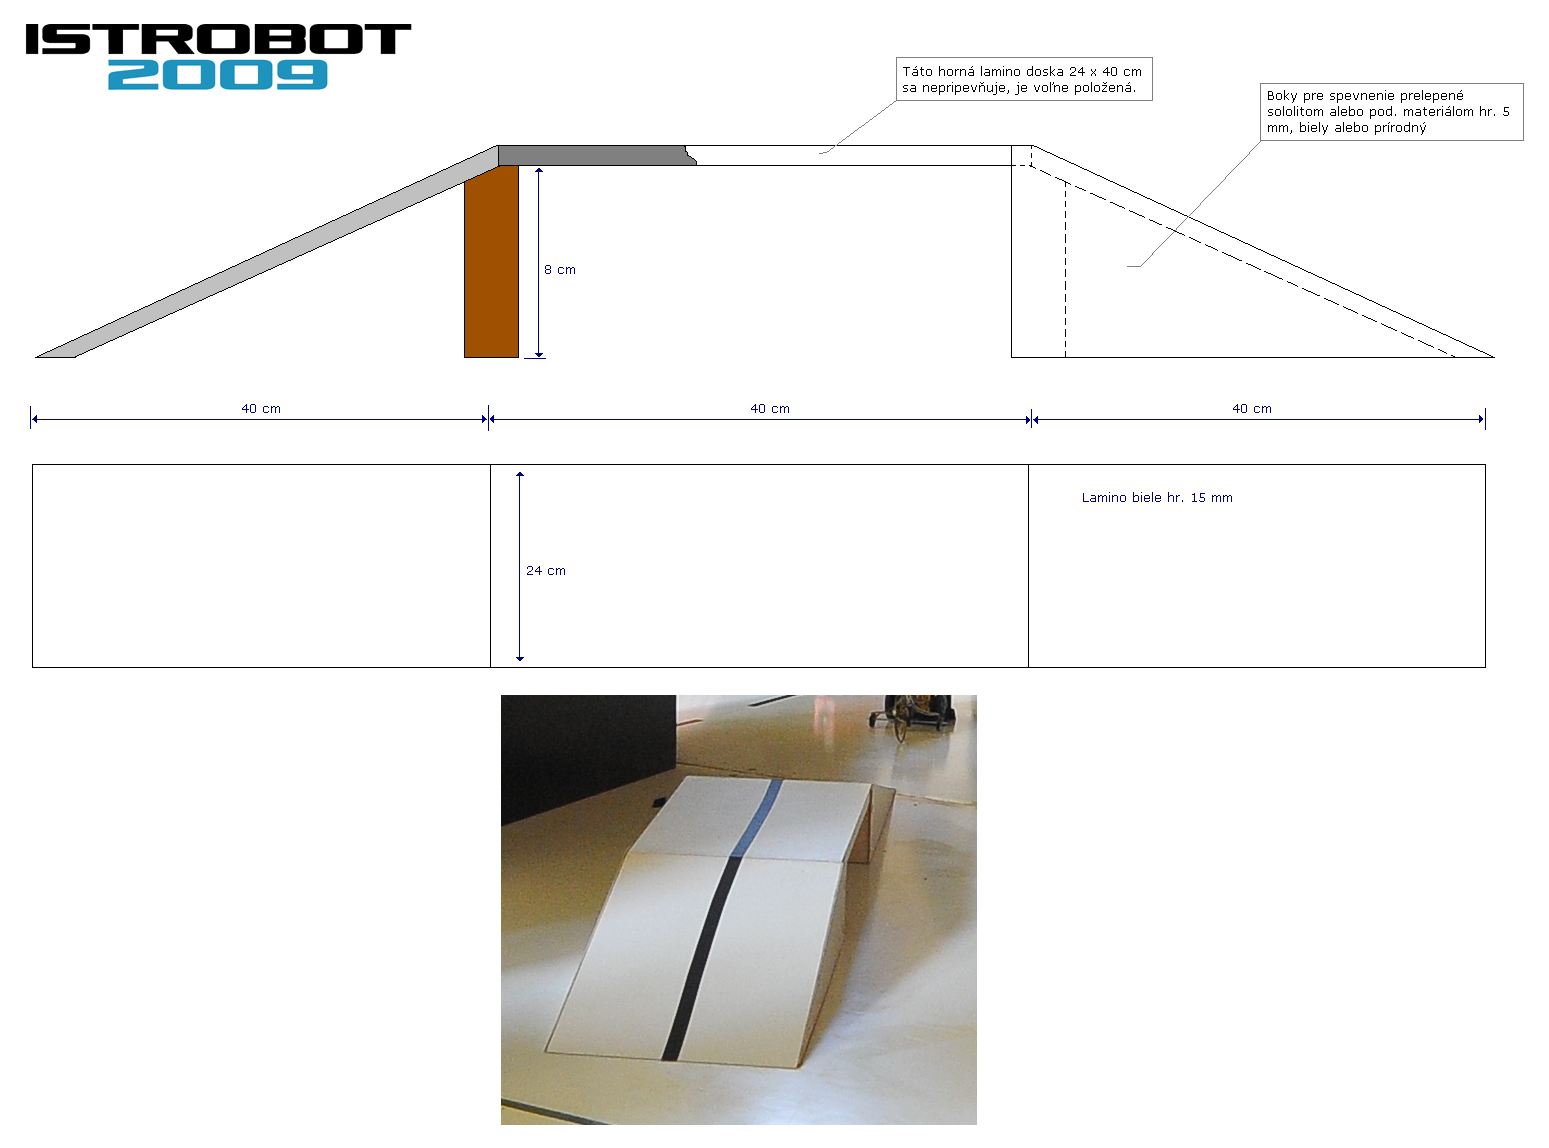 ISTROBOT
2009
Táto horná lamino doska 24 x 40 cm
sa nepripevňuje, je voľne položená.
Boky pre spevnenie prelepené
sololitom alebo pod. materiálom hr. 5
mm, biely alebo prírodný
8 cm
40 cm
40 cm
40 cm
Lamino biele hr. 15 mm
24 cm